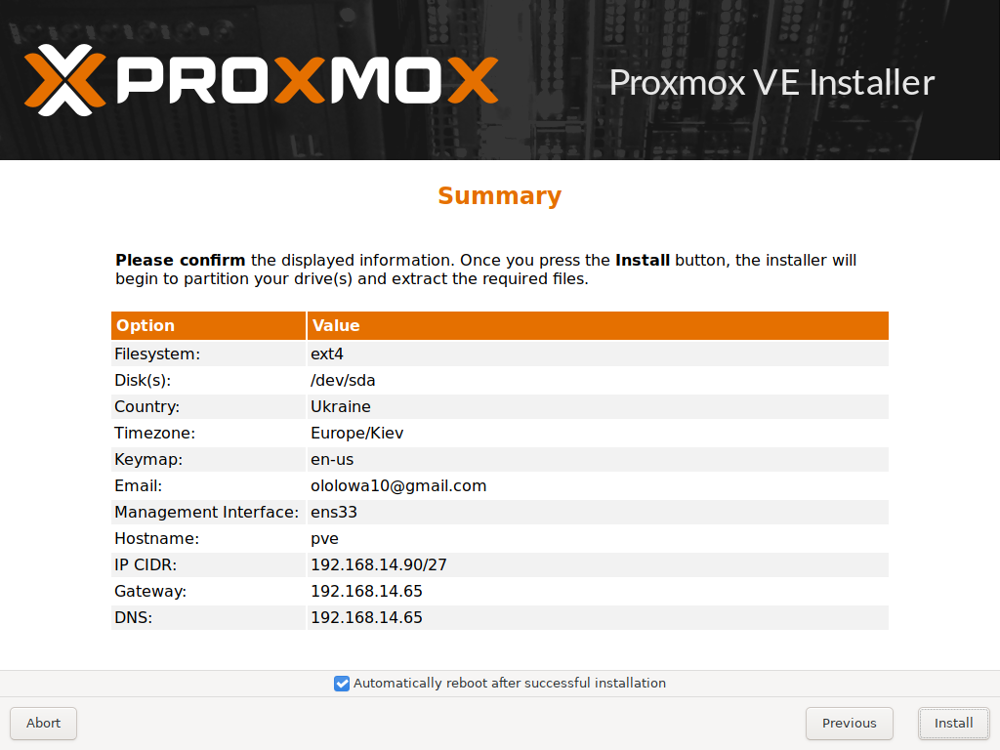 PROXMOX
Proxmox VE Installer
Summary
Please confirm the displayed information. Once you press the Install button, the installer will
begin to partition your drive(s) and extract the required files.
Option Value
Filesystem: ext4
Disk(s): /dev/sda
Country: Ukraine
Timezone: Europe/Kiev
Keymap: en-us
Email: ololowa10@gmail.com
Management Interface: ens33
Hostname: pve
IP CIDR: 192.168.14.90/27
Gateway: 192.168.14.65
DNS: 192.168.14.65
Automatically reboot after successful installation
Abort Previous Install